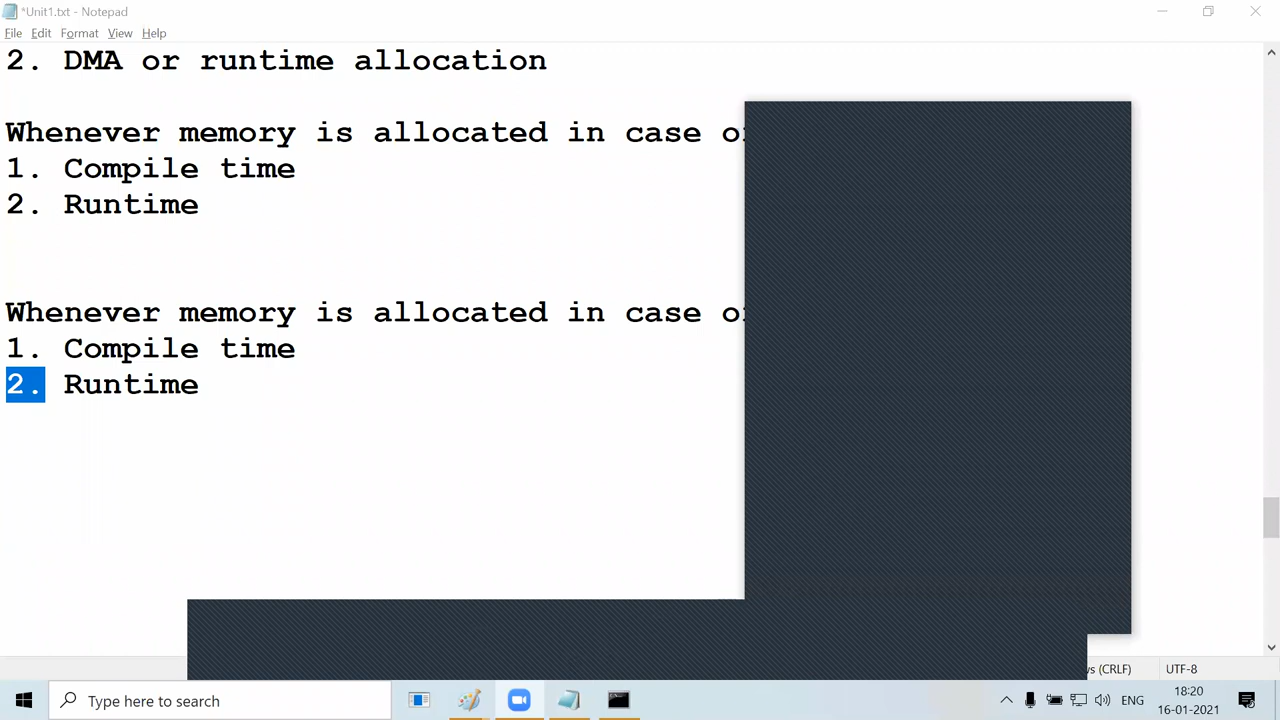 *Unit1.txt - Notepad
File Edit Format View Help
2. DMA or runtime allocation
Whenever memory is allocated in case
1. Compile time
2. Runtime
Whenever memory is allocated in case
1. Compile time
2. Runtime
(CRLF) UTF-8
Type here to search
ENG
18:20
16-01-2021